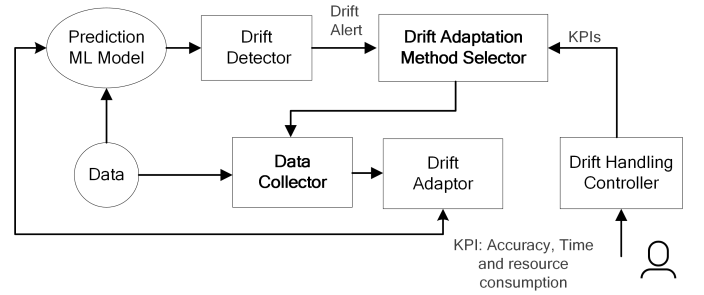 Prediction
ML Model
Drift
Detector
Drift
Alert
Drift Adaptation
Method Selector
KPIs
Data
Data
Collector
Drift
Adaptor
Drift Handling
Controller
KPI: Accuracy, Time
and resource
consumption